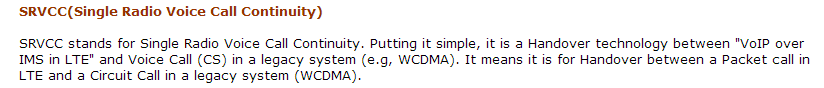 SRVCC(Single Radio Voice Call Continuity)
SRVCC stands for Single Radio Voice Call Continuity. Putting it simple, it is a Handover technology between "VoIP over
IMS in LTE" and Voice Call (CS) in a legacy system (e.g, WCDMA). It means it is for Handover between a Packet call in
LTE and a Circuit Call in a legacy system (WCDMA).